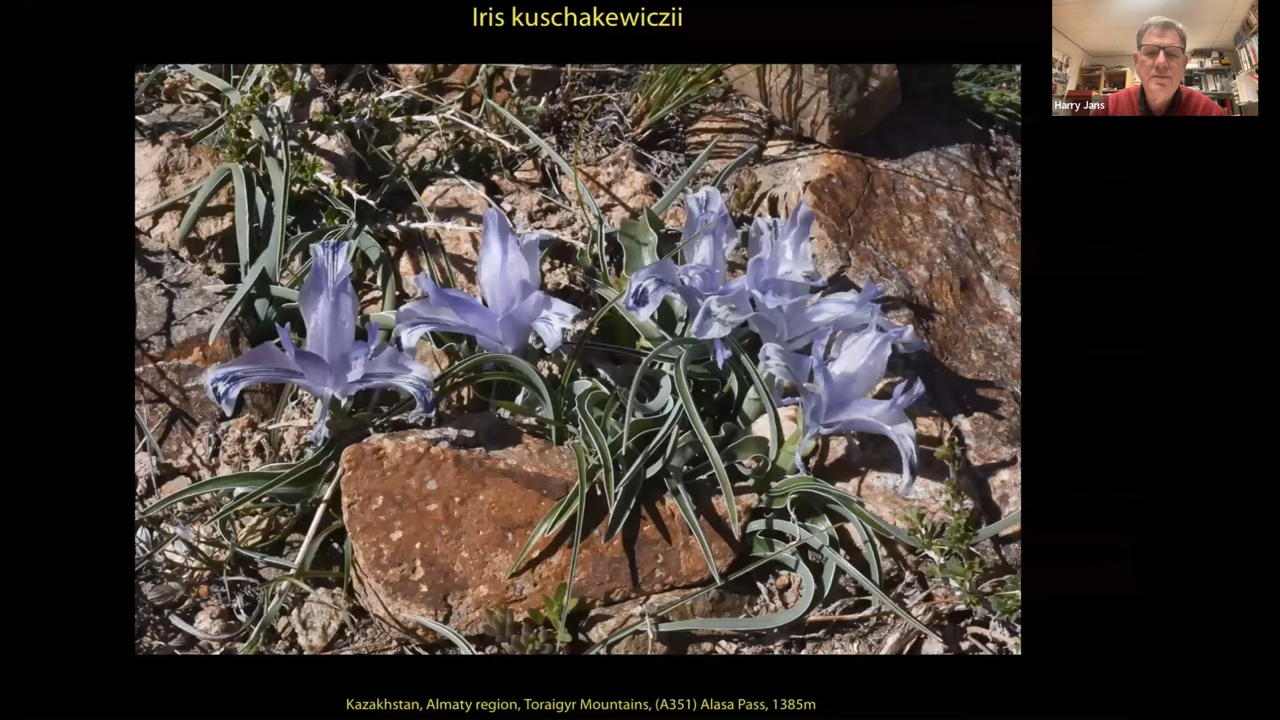 Iris kuschakewiczii
Harry Jans
Kazakhstan, Almaty region, Toraigyr Mountains, (A351) Alasa Pass, 1385m